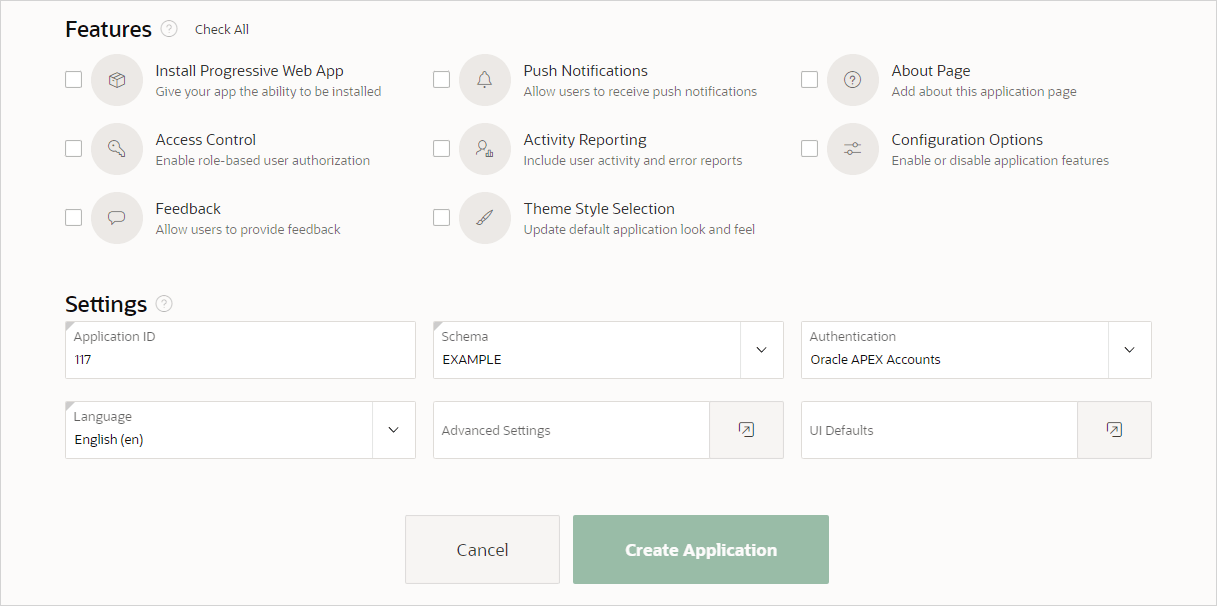 Features ? Check All
Install Progressive Web App
Give your app the ability to be installed
Push Notifications
Allow users to receive push notifications
About Page
Add about this application page
Access Control
Enable role-based user authorization
Activity Reporting
Include user activity and error reports
Configuration Options
Enable or disable application features
Feedback
Allow users to provide feedback
Theme Style Selection
Update default application look and feel
Settings ?
Application ID
117
Schema
EXAMPLE
Authentication
Oracle APEX Accounts
Language
English (en)
Advanced Settings
UI Defaults
Cancel
Create Application